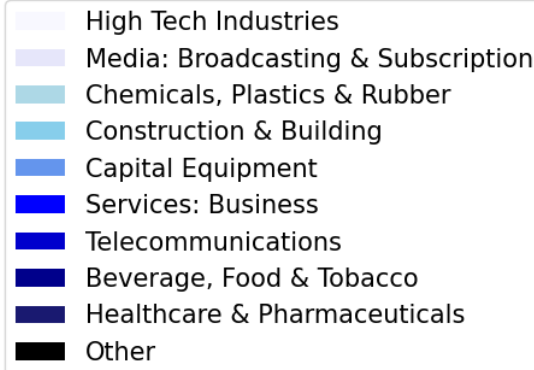 High Tech Industries
Media: Broadcasting & Subscription
Chemicals, Plastics & Rubber
Construction & Building
Capital Equipment
Services: Business
Telecommunications
Beverage, Food & Tobacco
Healthcare & Pharmaceuticals
Other